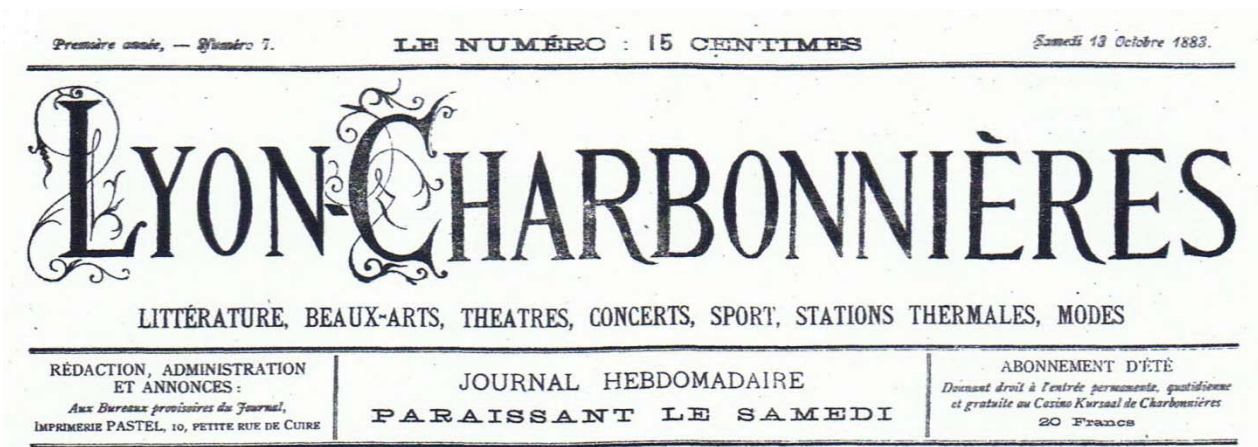 Première année, — Numéro 7.
LE NUMÉRO : 15 CENTIMES
Samedi 13 Octobre 1883.
LYON-CHARBONNIÈRES
LITTÉRATURE, BEAUX-ARTS, THEATRES, CONCERTS, SPORT, STATIONS THERMALES, MODES
RÉDACTION, ADMINISTRATION
ET ANNONCES :
Aux Bureaux provisoires du Journal,
IMPRIMERIE PASTEL, 10, PETITE RUE DE CUIRE
JOURNAL HEBDOMADAIRE
PARAISSANT LE SAMEDI
ABONNEMENT D'ÉTÉ
Donnant droit à l'entrée permanente, quotidienne
et gratuite au Casino Kursaal de Charbonnières
20 Francs